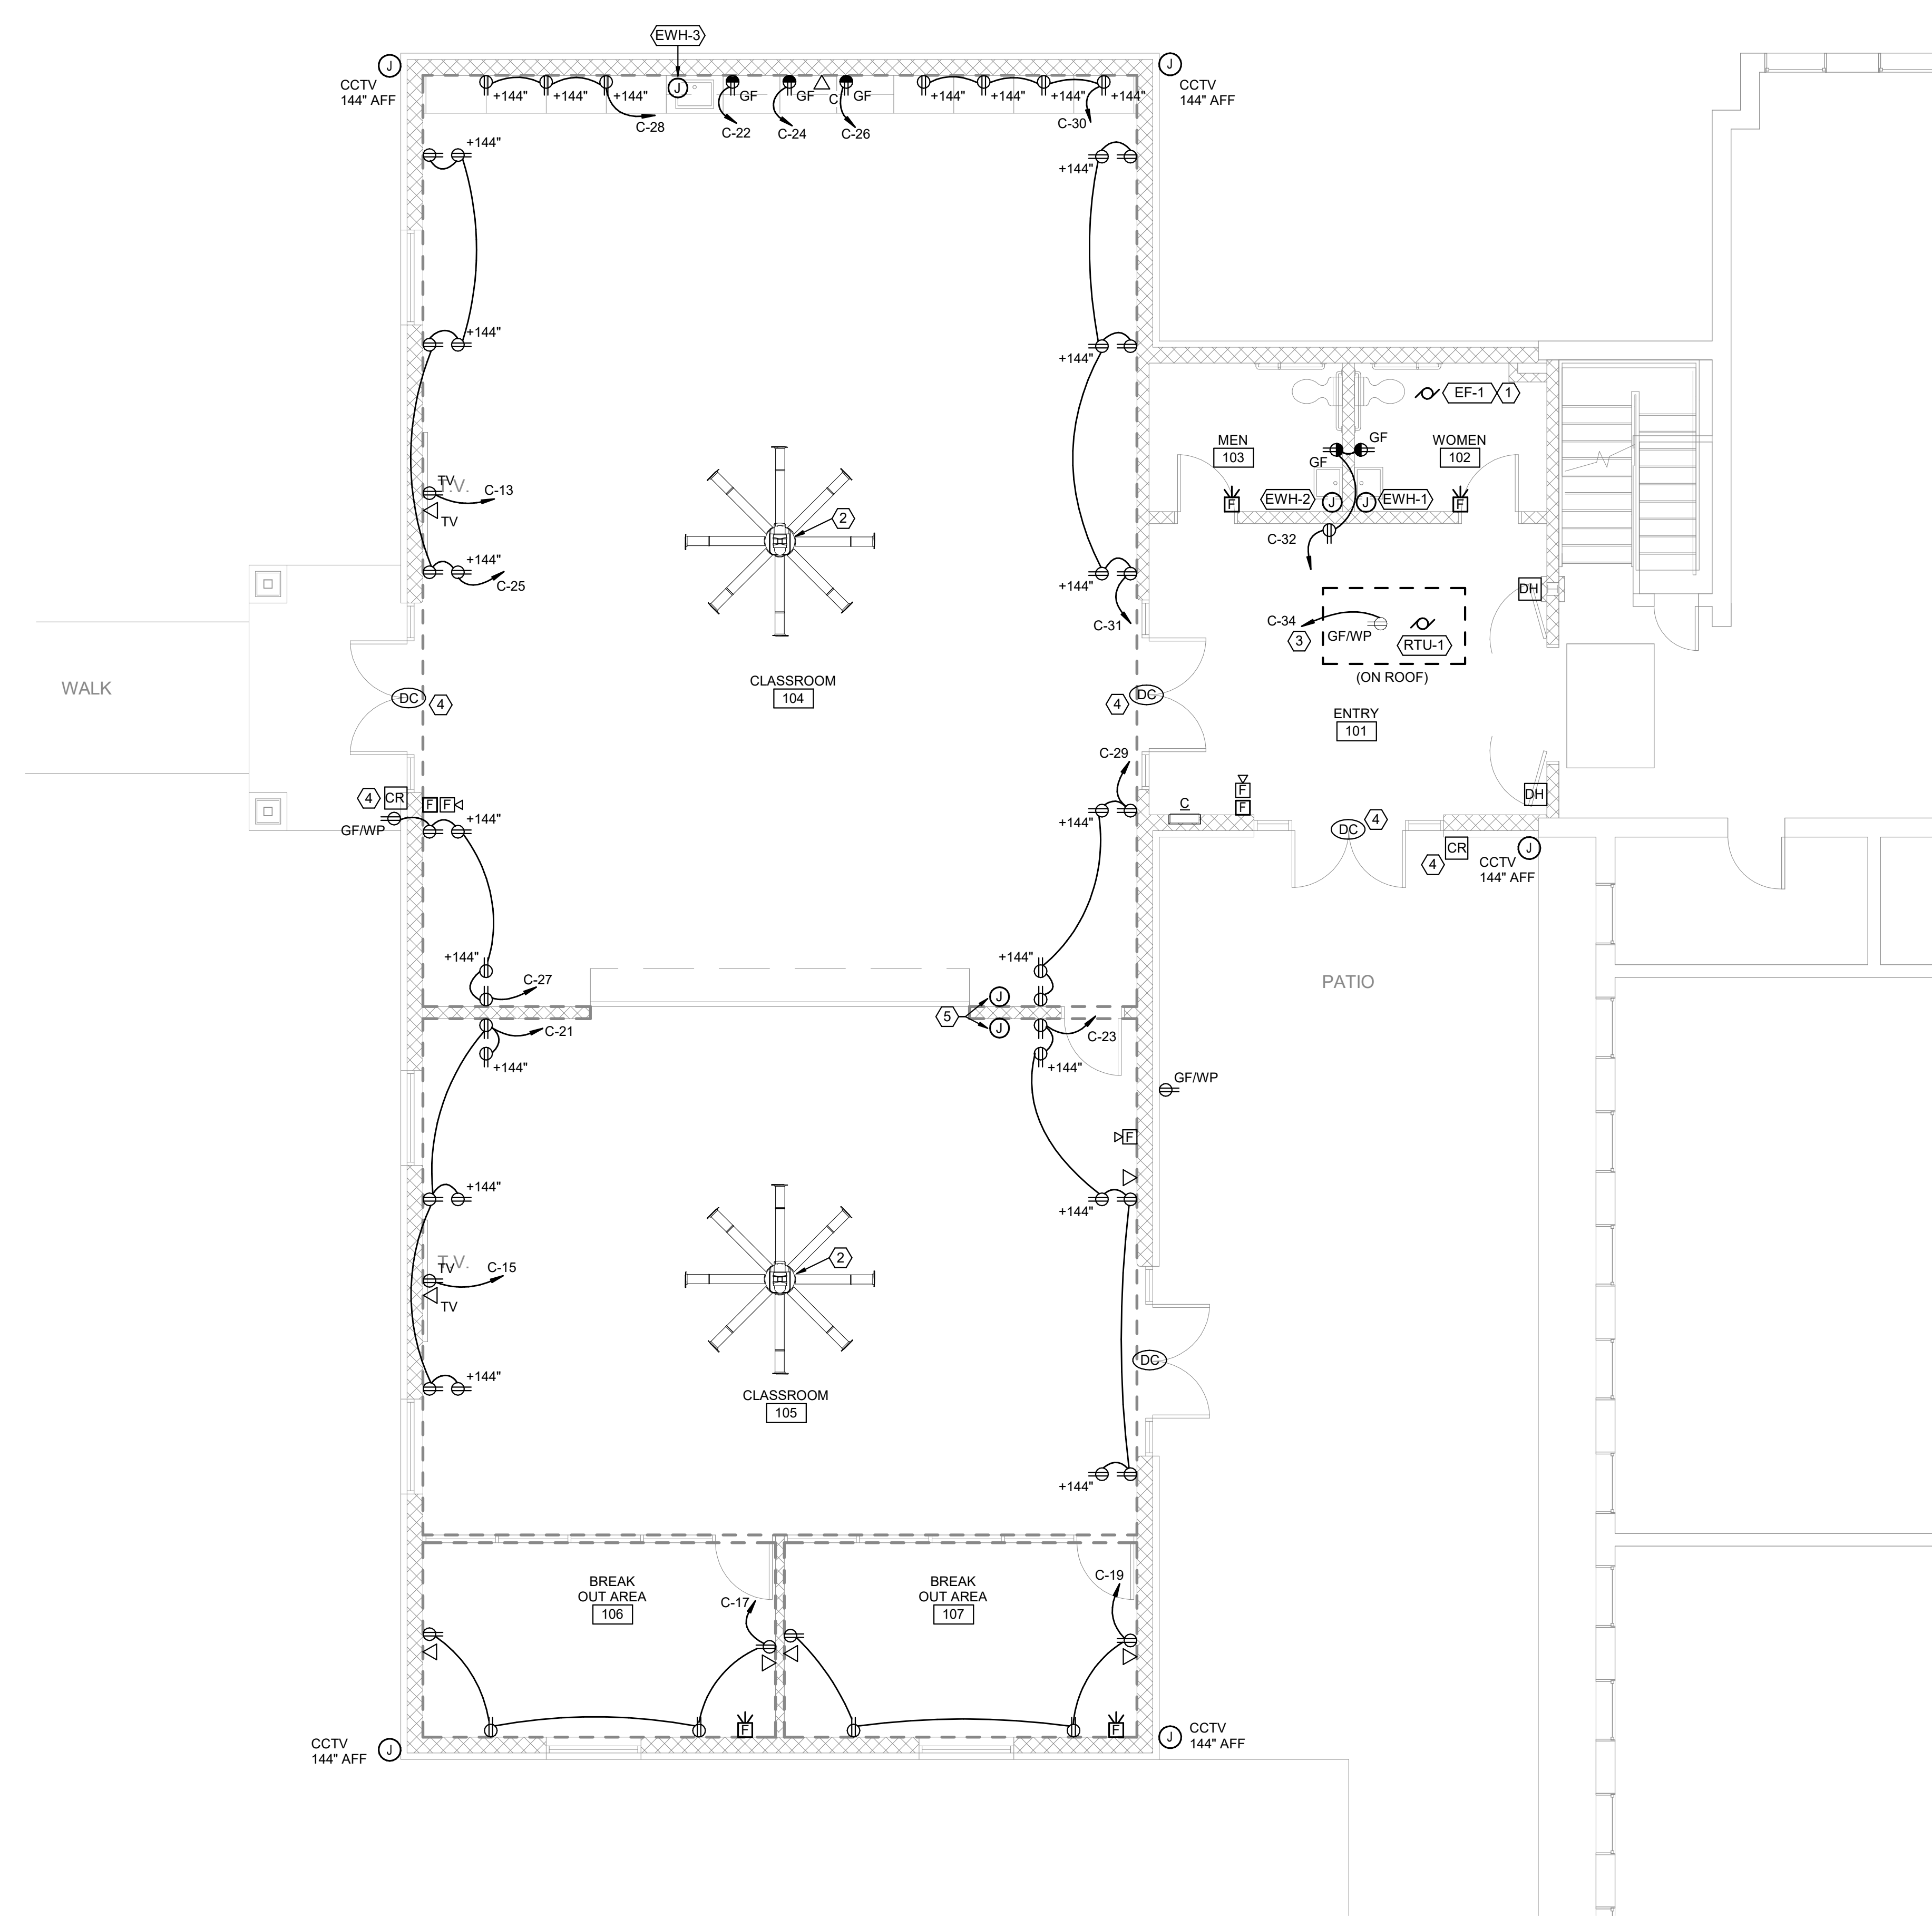 EWH-3
J
CCTV
144" AFF
J
CCTV
144" AFF
J
+144"
+144"
+144"
GF
GF
C
GF
+144"
+144"
+144"
+144"
C-28
C-22
C-24
C-26
C-30
+144"
+144"
+144"
+144"
EF-1
1
MEN
103
GF
GF
WOMEN
102
T.V.
TV
C-13
TV
EWH-2
J
J
EWH-1
F
F
2
C-32
+144"
C-25
+144"
C-31
DH
C-34
3
GF/WP
RTU-1
(ON ROOF)
WALK
CLASSROOM
104
DC
4
4
DC
ENTRY
101
C-29
4
CR
F
F
GF/WP
+144"
+144"
C
F
F
DH
DC
4
4
CR
J
CCTV
144" AFF
+144"
C-27
+144"
PATIO
5
J
J
C-21
+144"
C-23
+144"
GF/WP
F
+144"
+144"
T.V.
TV
C-15
TV
2
DC
+144"
CLASSROOM
105
+144"
BREAK
OUT AREA
106
C-17
BREAK
OUT AREA
107
C-19
F
F
CCTV
144" AFF
J
J
CCTV
144" AFF